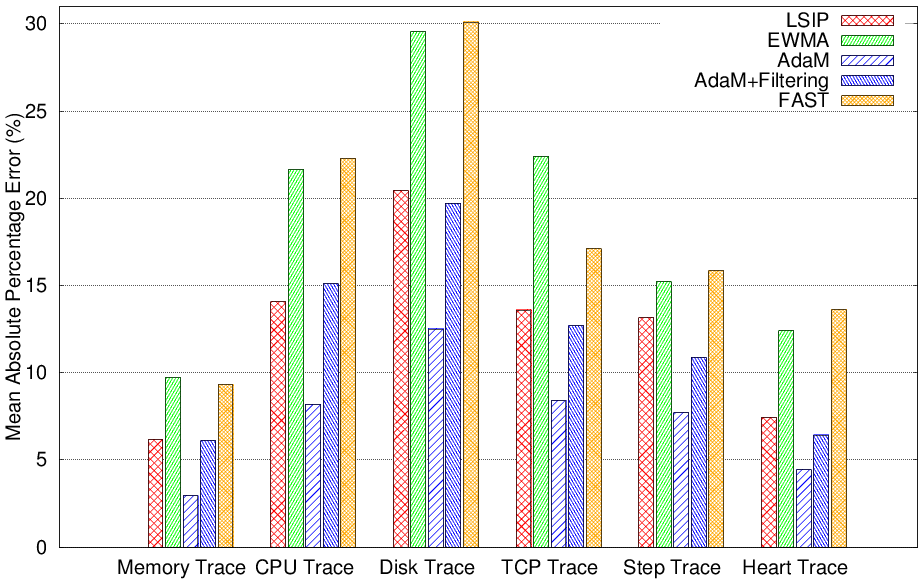 LSIP
EWMA
AdaM
AdaM+Filtering
FAST
Mean Absolute Percentage Error (%)
30
25
20
15
10
5
0
Memory Trace CPU Trace Disk Trace TCP Trace Step Trace Heart Trace